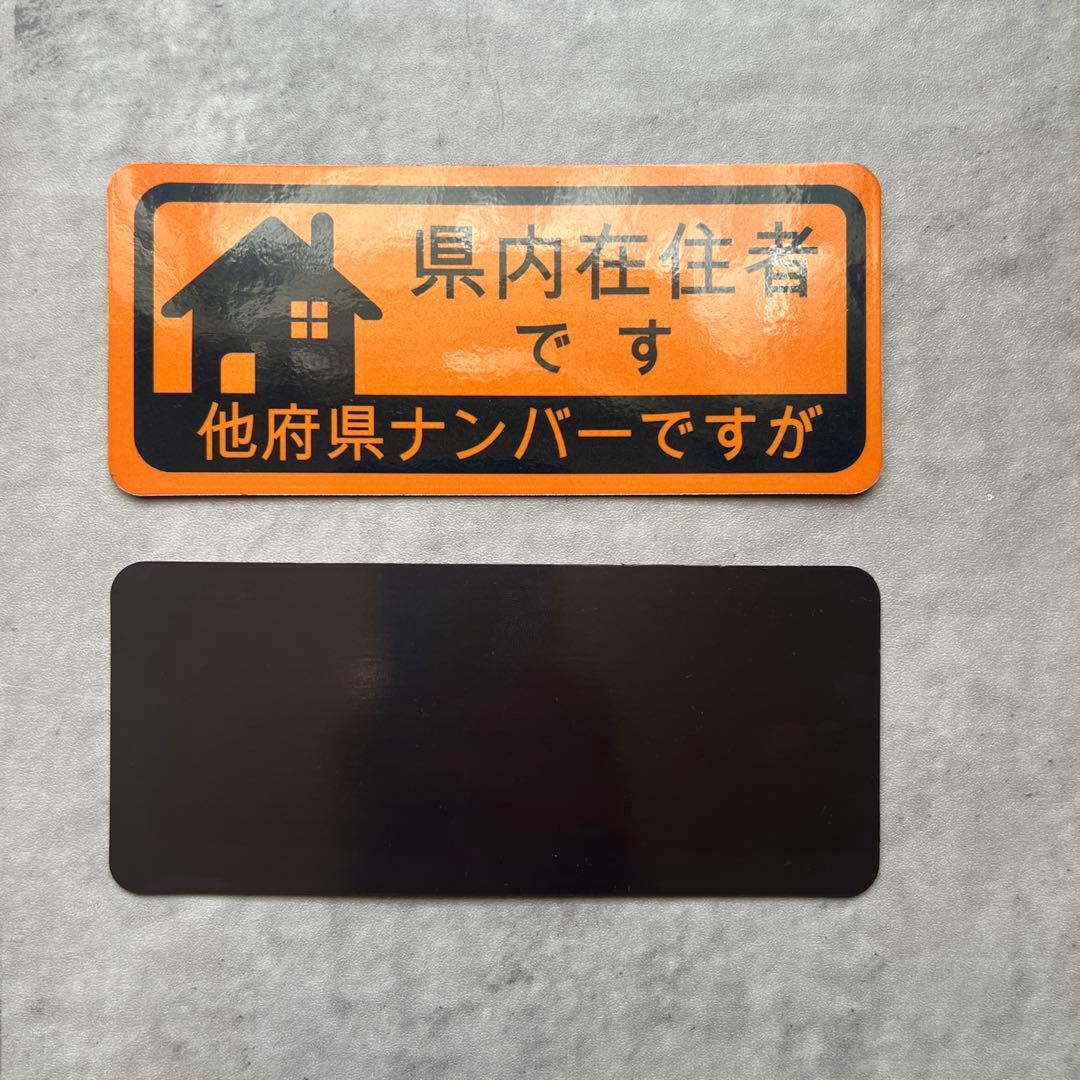 県内在住者
です
他府県ナンバーですが